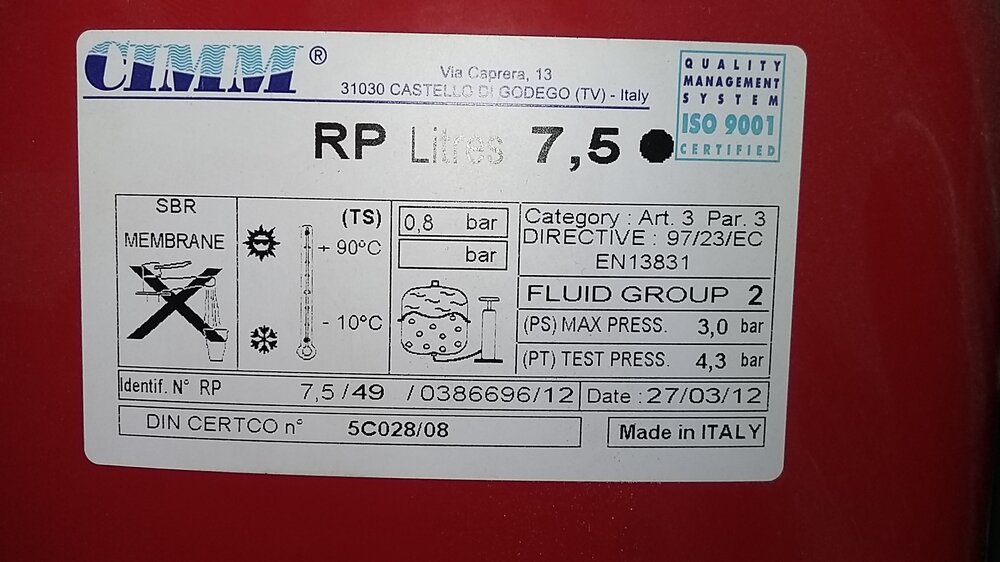 CIMM®
Via Caprera, 13
31030 CASTELLO DI GODEGO (TV) - Italy
QUALITY
MANAGEMENT
SYSTEM
ISO 9001
CERTIFIED
RP Litres 7,5
SBR
MEMBRANE
(TS)
+ 90°C
- 10°C
0,8 bar
bar
Category : Art. 3 Par. 3
DIRECTIVE : 97/23/EC
EN13831
FLUID GROUP 2
(PS) MAX PRESS. 3,0 bar
(PT) TEST PRESS. 4,3 bar
Identif. N° RP 7,5/49 /0386696/12 Date : 27/03/12
DIN CERTCO n° 5C028/08 Made in ITALY